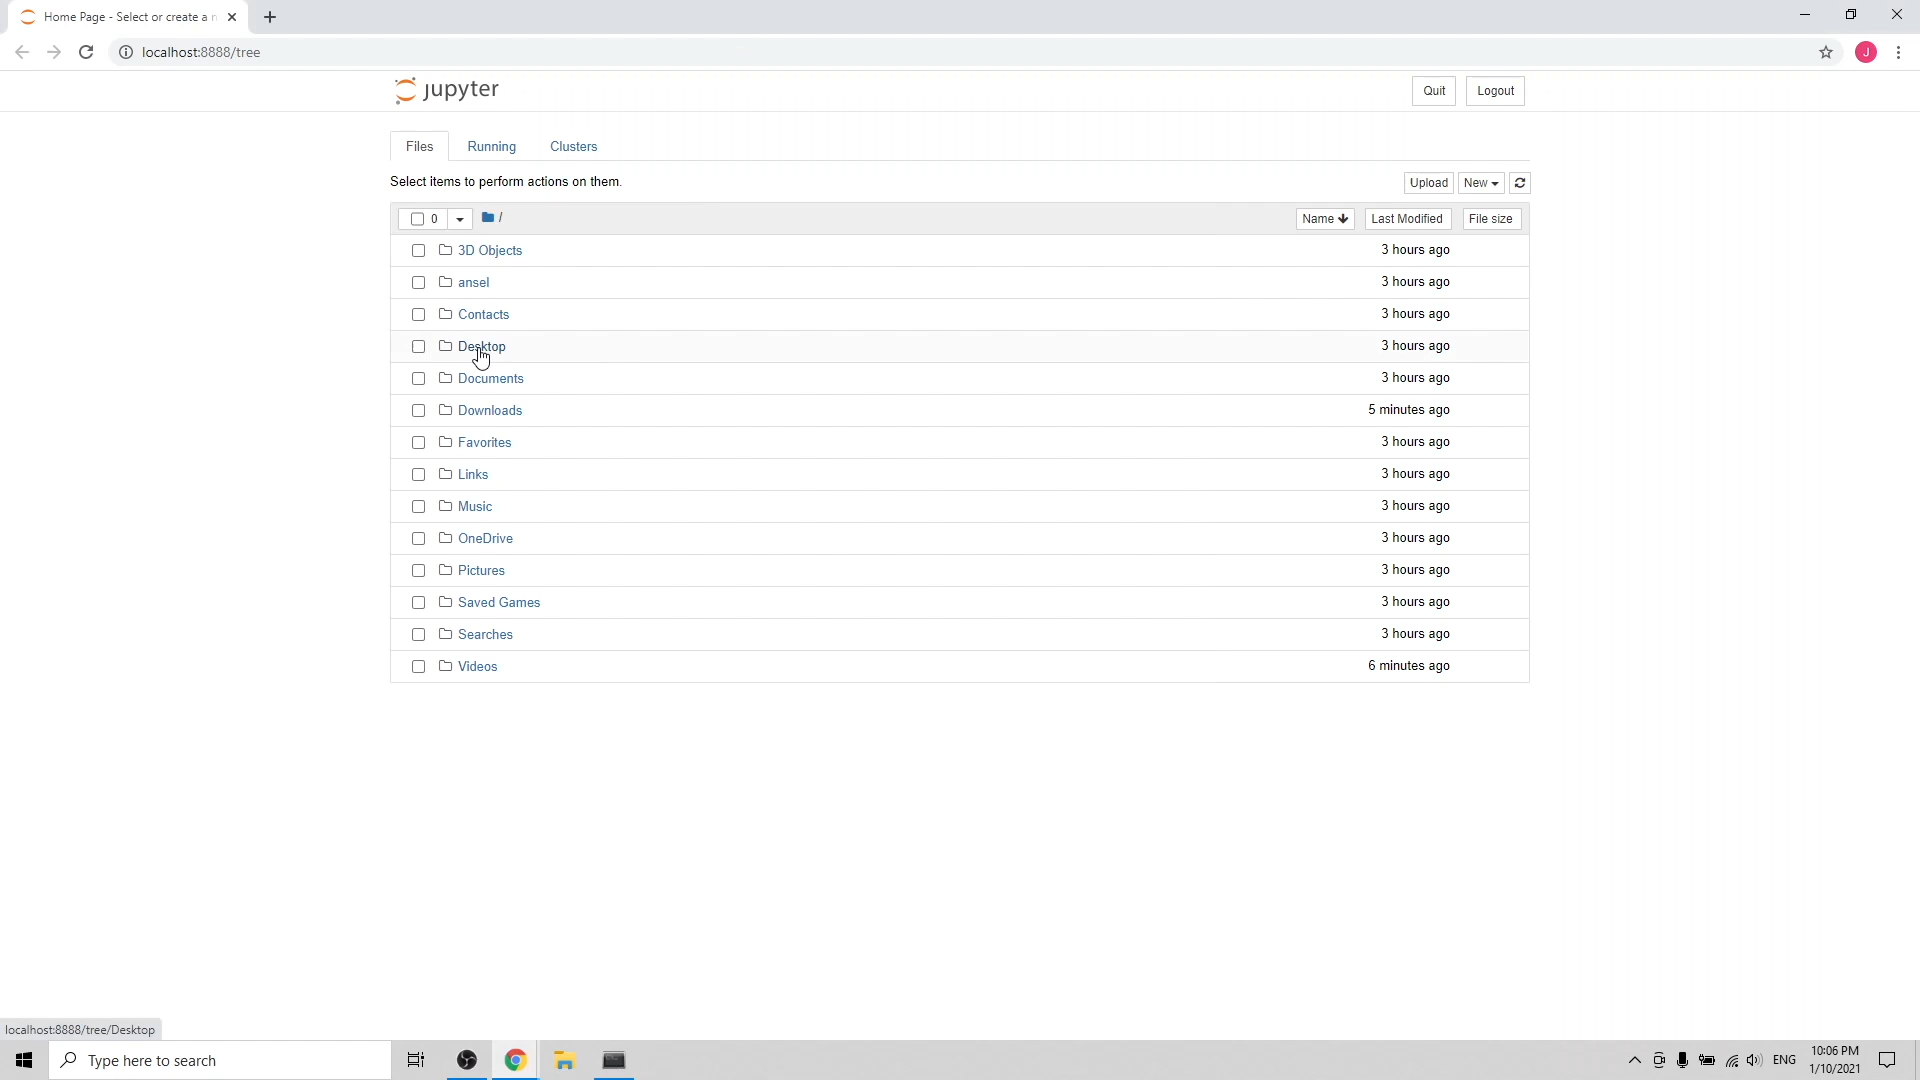 Home Page - Select or create a n
localhost:8888/tree
J
jupyter
Quit
Logout
Files
Running
Clusters
Select items to perform actions on them.
Upload
New
0
/
Name
Last Modified
File size
3D Objects
3 hours ago
ansel
3 hours ago
Contacts
3 hours ago
Desktop
3 hours ago
Documents
3 hours ago
Downloads
5 minutes ago
Favorites
3 hours ago
Links
3 hours ago
Music
3 hours ago
OneDrive
3 hours ago
Pictures
3 hours ago
Saved Games
3 hours ago
Searches
3 hours ago
Videos
6 minutes ago
localhost:8888/tree/Desktop
Type here to search
ENG
10:06 PM
1/10/2021